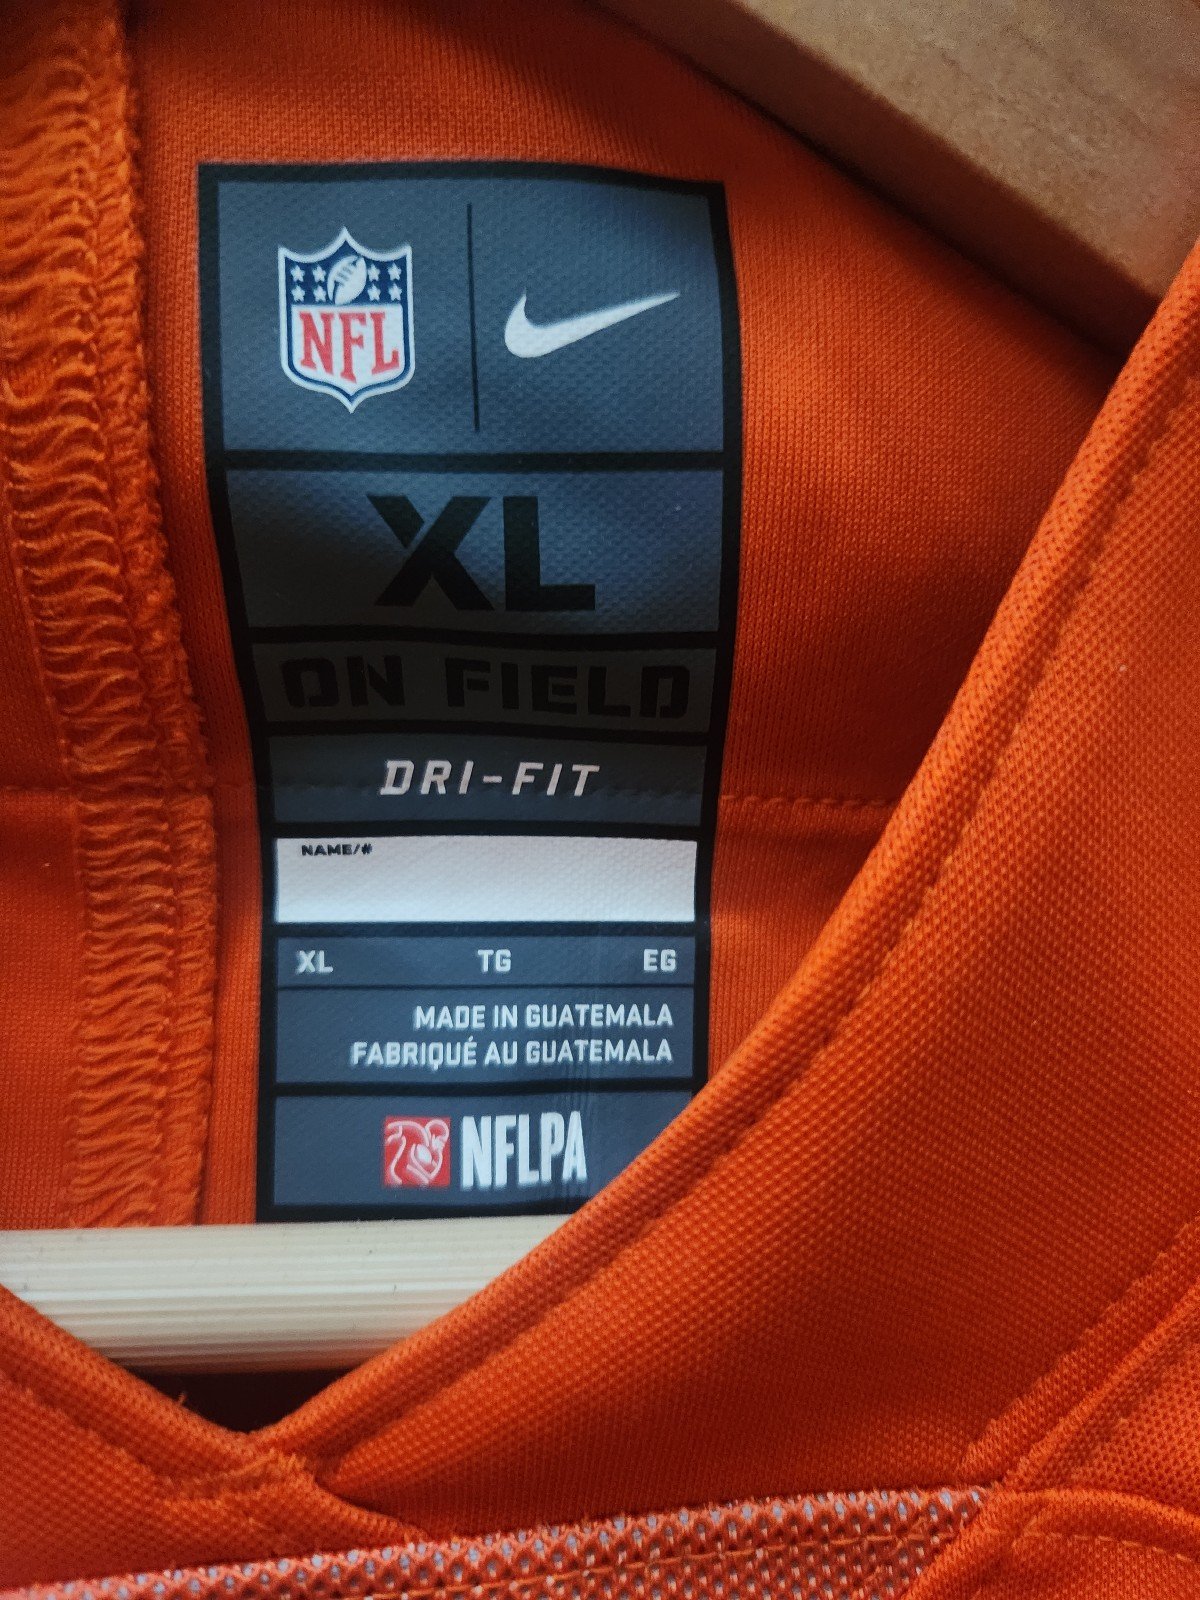 NFL
XL
ON FIELD
DRI-FIT
NAME/#
XL TG EG
MADE IN GUATEMALA
FABRIQUÉ AU GUATEMALA
NFLPA